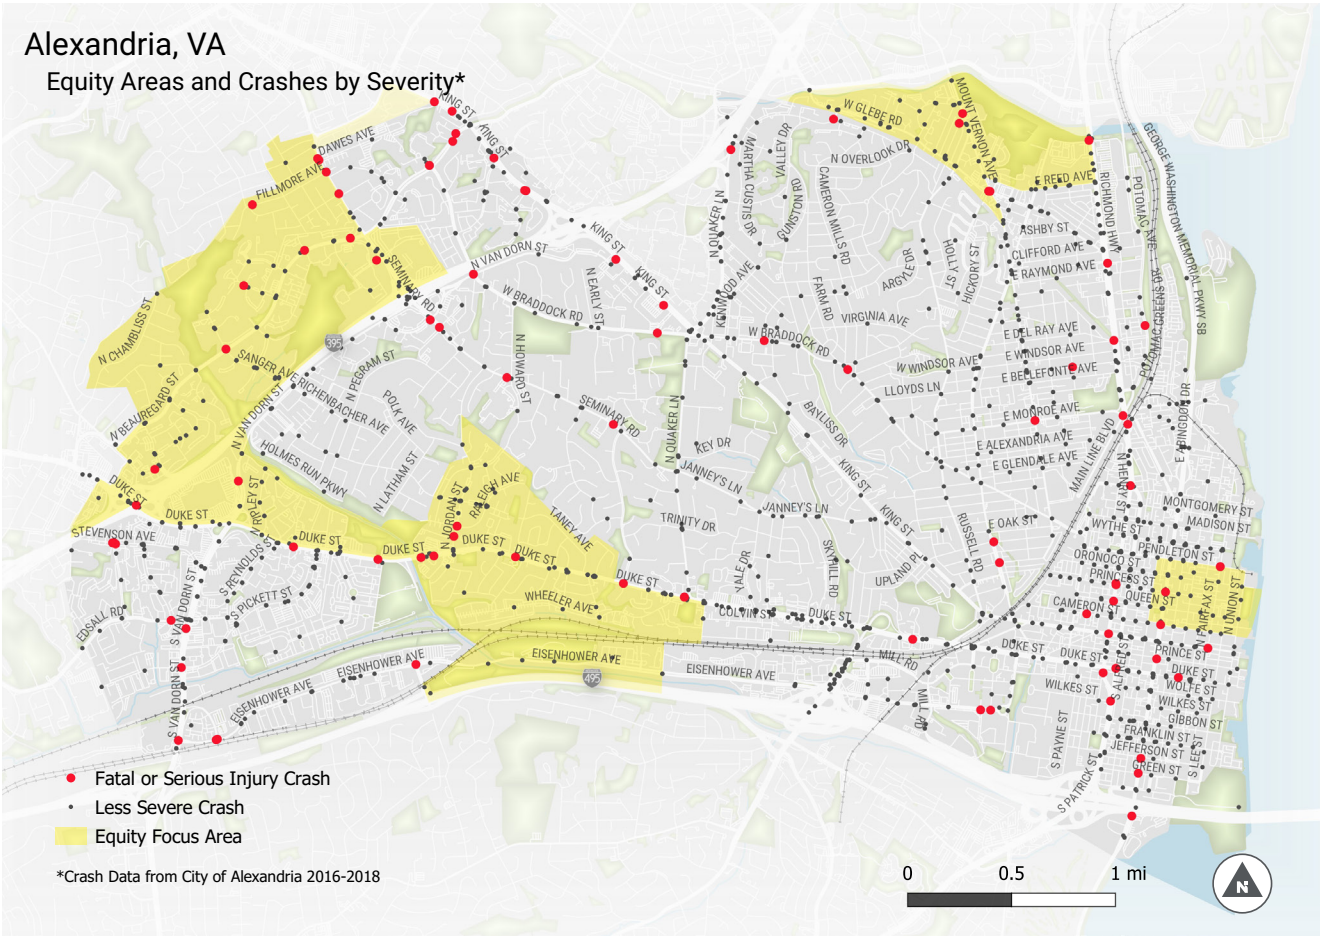 Alexandria, VA
Equity Areas and Crashes by Severity*
KING ST
KING ST
DAWES AVE
FILLMORE AVE
W GLEBE RD
MOUNT VERNON AVE
N OVERLOOK DR
E REED AVE
MARTHA CUSTIS DR
VALLEY DR
GUNSTON RD
CAMERON MILLS RD
N QUAKER LN
RICHMOND HWY
POTOMAC AVE
GEORGE WASHINGTON MEMORIAL PKWY SB
ASHBY ST
CLIFFORD AVE
E RAYMOND AVE
HOLLY ST
HICKORY ST
ARGYLE DR
KING ST
N VAN DORN ST
SEMINARY RD
KING ST
N EARLY ST
W BRADDOCK RD
KENWOOD AVE
FARM RD
VIRGINIA AVE
W BRADDOCK RD
POTOMAC GREENS DR
E DEL RAY AVE
E WINDSOR AVE
E BELLEFONTE AVE
W WINDSOR AVE
LLOYDS LN
N CHAMBLISS ST
395
SANGER AVE
RICHENBACHER AVE
N PEGRAM ST
POLK AVE
N HOWARD ST
N BEAUREGARD ST
N VAN DORN ST
SEMINARY RD
N QUAKER LN
KEY DR
BAYLISS DR
E MONROE AVE
E ALEXANDRIA AVE
E GLENDALE AVE
MAIN LINE BLVD
E ABINGDON DR
HOLMES RUN PKWY
N LATHAM ST
JANNEY'S LN
JANNEY'S LN
KING ST
KING ST
N HENRY ST
DUKE ST
DUKE ST
STEVENSON AVE
N RIPLEY ST
DUKE ST
DUKE ST
N JORDAN ST
RALEIGH AVE
DUKE ST
DUKE ST
TANEY AVE
TRINITY DR
RUSSELL RD
E OAK ST
MONTGOMERY ST
MADISON ST
WYTHE ST
PENDLETON ST
ORONOCO ST
PRINCESS ST
QUEEN ST
CAMERON ST
N FAIRFAX ST
N UNION ST
S REYNOLDS ST
S PICKETT ST
S VAN DORN ST
EDSALL RD
WHEELER AVE
DUKE ST
YALE DR
SKYHILL RD
UPLAND PL
COLVIN ST
DUKE ST
MILL RD
DUKE ST
DUKE ST
PRINCE ST
DUKE ST
WOLFE ST
WILKES ST
WILKES ST
S ALFRED ST
GIBBON ST
FRANKLIN ST
JEFFERSON ST
GREEN ST
S LEE ST
S PAYNE ST
S PATRICK ST
MILL RD
EISENHOWER AVE
EISENHOWER AVE
EISENHOWER AVE
EISENHOWER AVE
495
S VAN DORN ST
Fatal or Serious Injury Crash
Less Severe Crash
Equity Focus Area
*Crash Data from City of Alexandria 2016-2018
0 0.5 1 mi
N